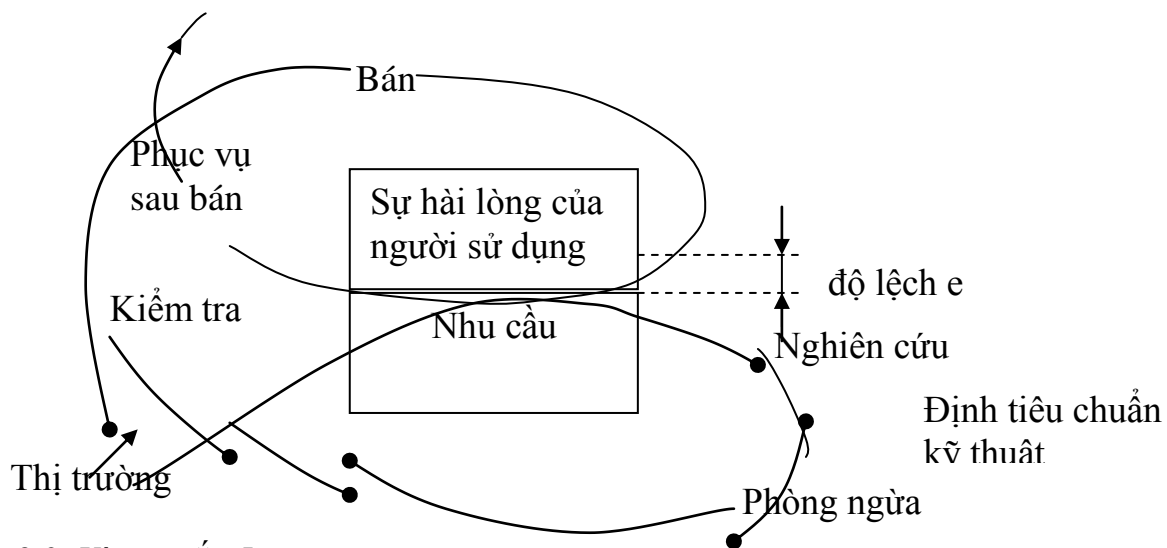 Bán
Phục vụ
sau bán
Sự hài lòng của
người sử dụng
độ lệch e
Kiểm tra
Nhu cầu
Nghiên cứu
Định tiêu chuẩn
kỹ thuật
Thị trường
Phòng ngừa